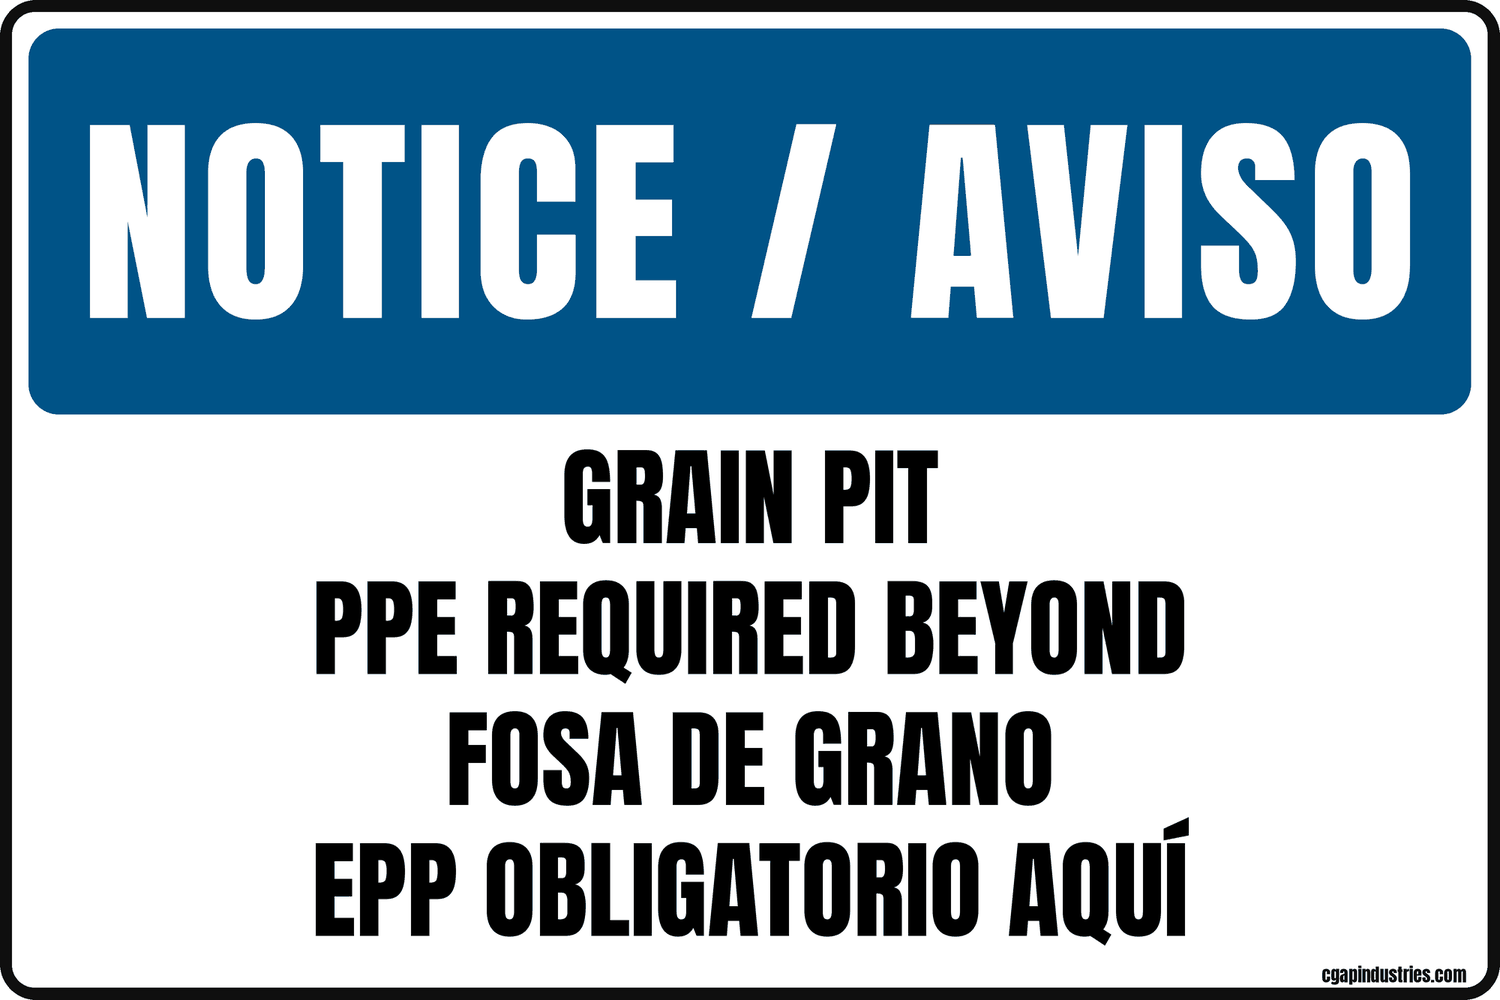 NOTICE / AVISO
GRAIN PIT
PPE REQUIRED BEYOND
FOSA DE GRANO
EPP OBLIGATORIO AQUÍ
cgapindustries.com